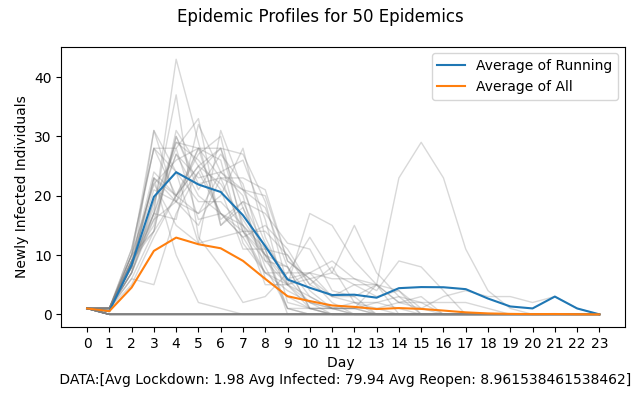 Epidemic Profiles for 50 Epidemics
Average of Running
Average of All
Newly Infected Individuals
40
30
20
10
0
0 1 2 3 4 5 6 7 8 9 10 11 12 13 14 15 16 17 18 19 20 21 22 23
Day
DATA:[Avg Lockdown: 1.98 Avg Infected: 79.94 Avg Reopen: 8.961538461538462]